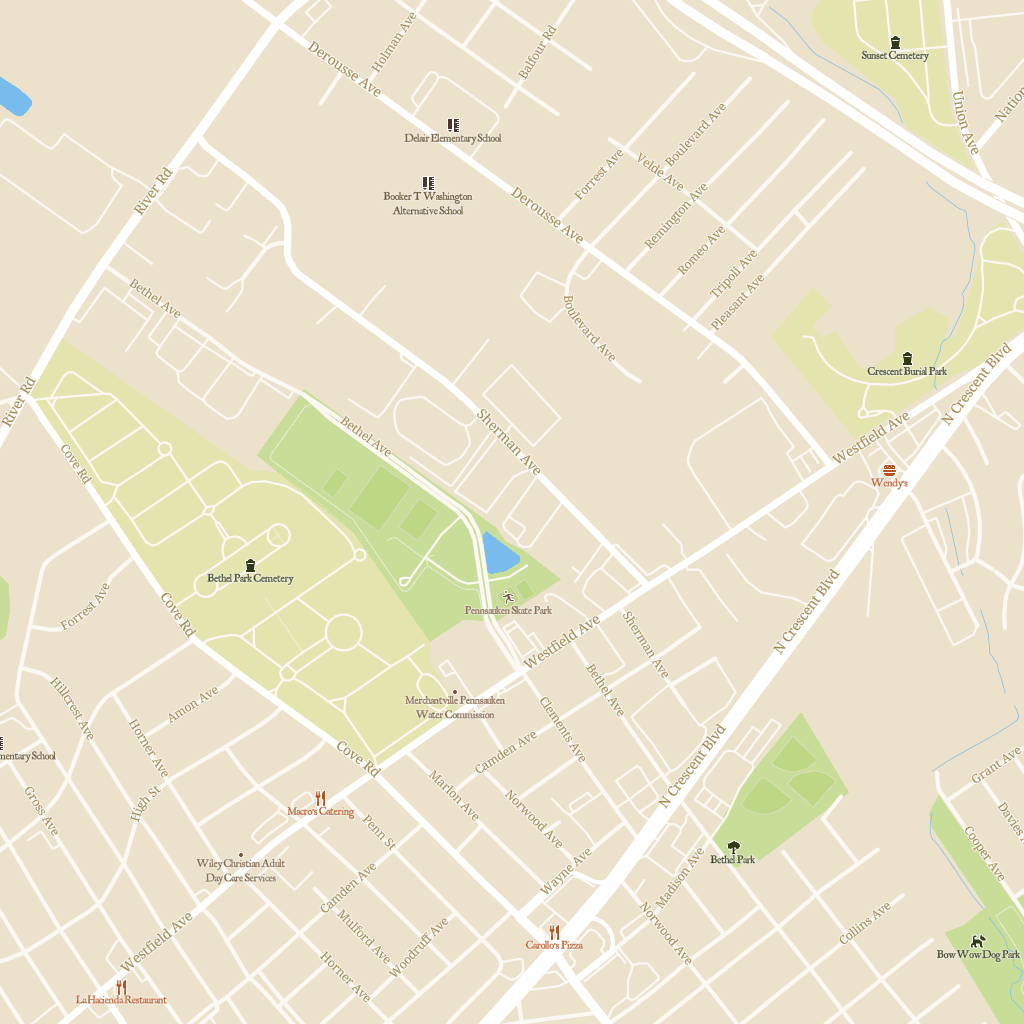 Holman Ave
Balfour Rd
Derousse Ave
Sunset Cemetery
Union Ave
Delair Elementary School
Boulevard Ave
Forrest Ave
Velde Ave
River Rd
Booker T Washington
Alternative School
Derousse Ave
Remington Ave
Romeo Ave
Tripoli Ave
Pleasant Ave
Bethel Ave
Boulevard Ave
Crescent Burial Park
N Crescent Blvd
River Rd
Bethel Ave
Sherman Ave
Westfield Ave
Cove Rd
Wendy's
Bethel Park Cemetery
Forrest Ave
Cove Rd
Pennsauken Skate Park
N Crescent Blvd
Westfield Ave
Sherman Ave
Bethel Ave
Hillcrest Ave
Amon Ave
Merchantville Pennsauken
Water Commission
Clements Ave
Horner Ave
Camden Ave
N Crescent Blvd
Cove Rd
Grant Ave
High St
Gross Ave
Marlon Ave
Macro's Catering
Norwood Ave
Penn St
Cooper Ave
Bethel Park
Wiley Christian Adult
Day Care Services
Wayne Ave
Madison Ave
Camden Ave
Westfield Ave
Mulford Ave
Woodruff Ave
Norwood Ave
Collins Ave
Carollo's Pizza
Bow Wow Dog Park
Horner Ave
La Hacienda Restaurant